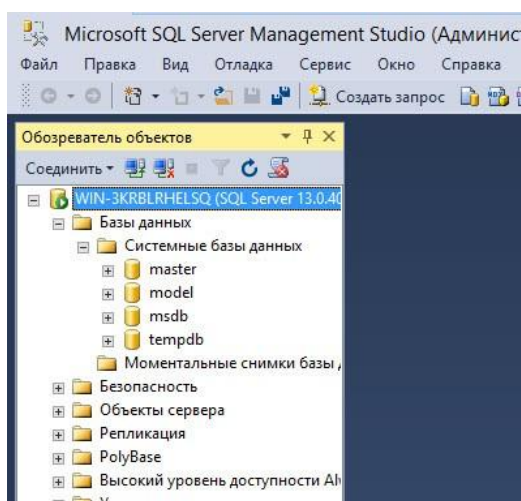 Microsoft SQL Server Management Studio (Админис
Файл Правка Вид Отладка Сервис Окно Справка
Создать запрос
Обозреватель объектов
Соединить
WIN-3KRBLRHELSQ (SQL Server 13.0.40
Базы данных
Системные базы данных
master
model
msdb
tempdb
Моментальные снимки базы
Безопасность
Объекты сервера
Репликация
PolyBase
Высокий уровень доступности Alw